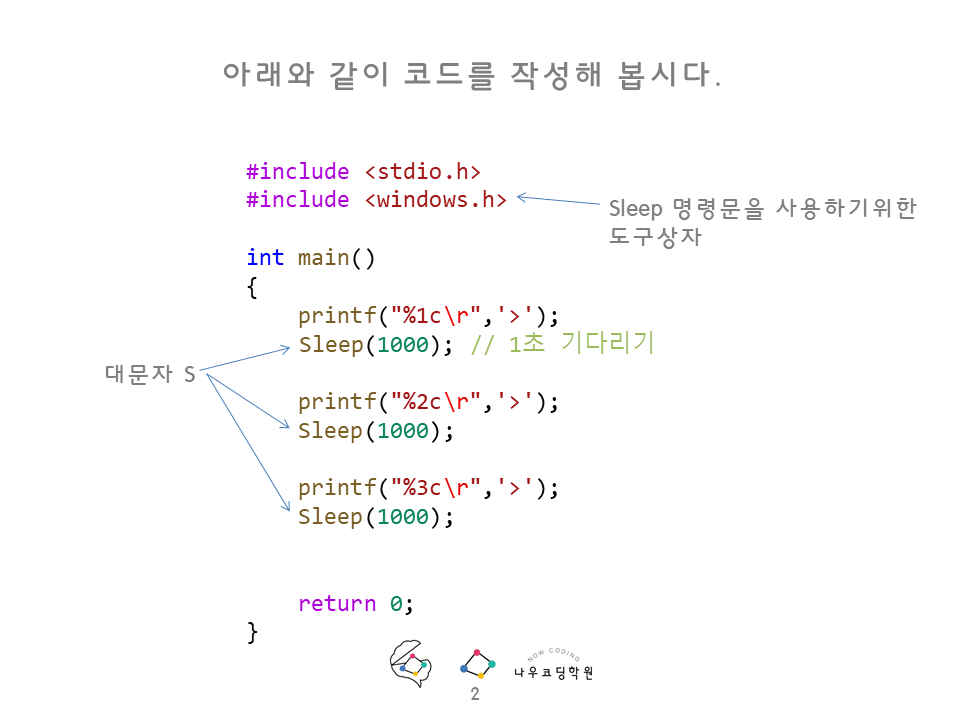 아래와 같이 코드를 작성해 봅시다.
#include <stdio.h>
#include <windows.h>
Sleep 명령문을 사용하기위한
도구상자
int main()
{
    printf("%1c\r",'>');
    Sleep(1000); // 1초 기다리기
대문자 S
    printf("%2c\r",'>');
    Sleep(1000);
    printf("%3c\r",'>');
    Sleep(1000);
    return 0;
}
NOW CODING
나우코딩학원
2